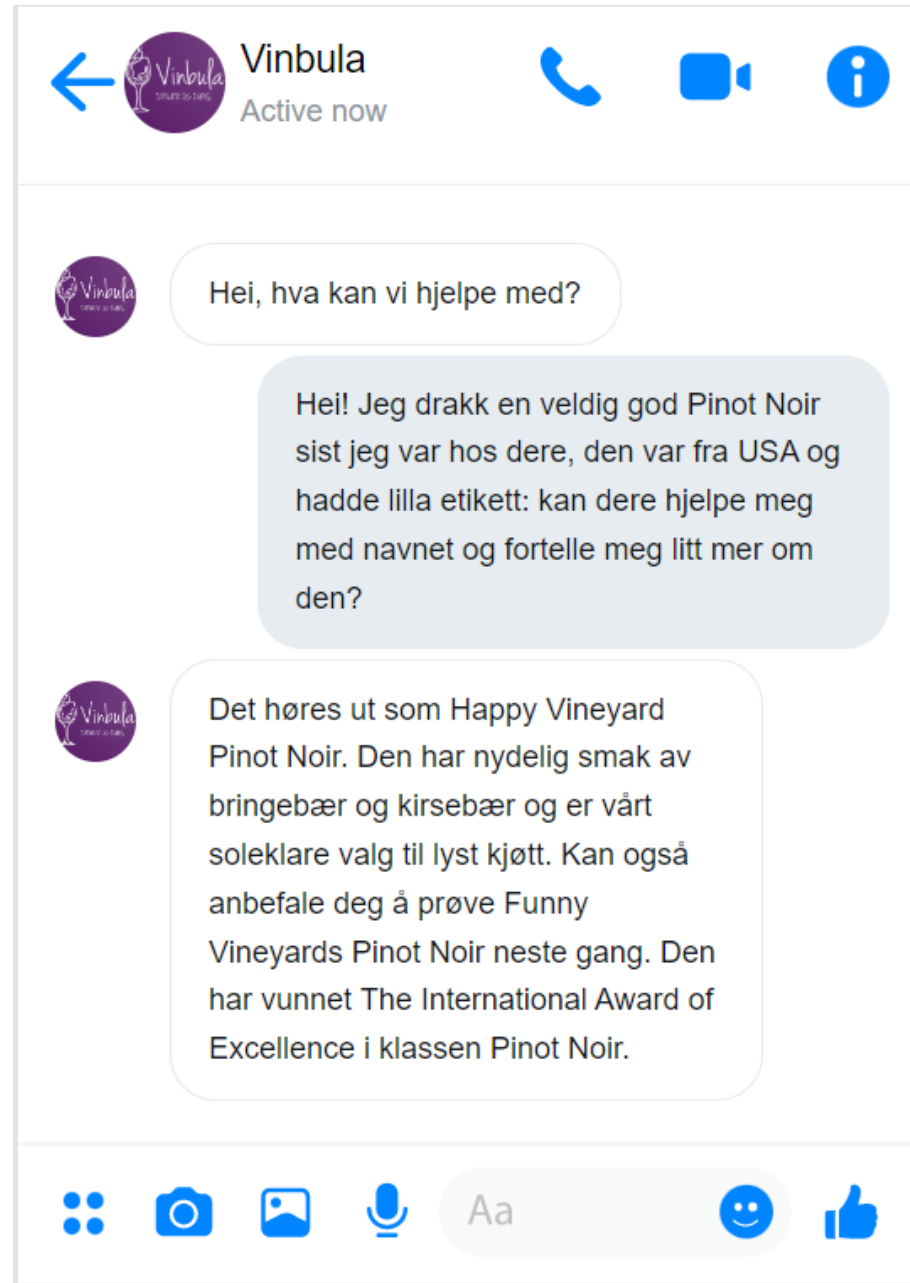 Vinbula
Vinbula
Active now
Vinbula
Hei, hva kan vi hjelpe med?
Hei! Jeg drakk en veldig god Pinot Noir
sist jeg var hos dere, den var fra USA og
hadde lilla etikett: kan dere hjelpe meg
med navnet og fortelle meg litt mer om
den?
Vinbula
Det høres ut som Happy Vineyard
Pinot Noir. Den har nydelig smak av
bringebær og kirsebær og er vårt
soleklare valg til lyst kjøtt. Kan også
anbefale deg å prøve Funny
Vineyards Pinot Noir neste gang. Den
har vunnet The International Award of
Excellence i klassen Pinot Noir.
Aa